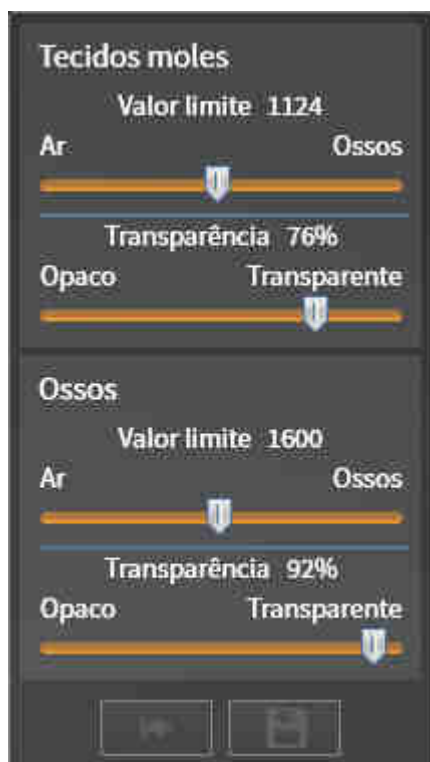 Tecidos moles
Valor limite 1124
Ar Ossos
Transparência 76%
Opaco Transparente
Ossos
Valor limite 1600
Ar Ossos
Transparência 92%
Opaco Transparente